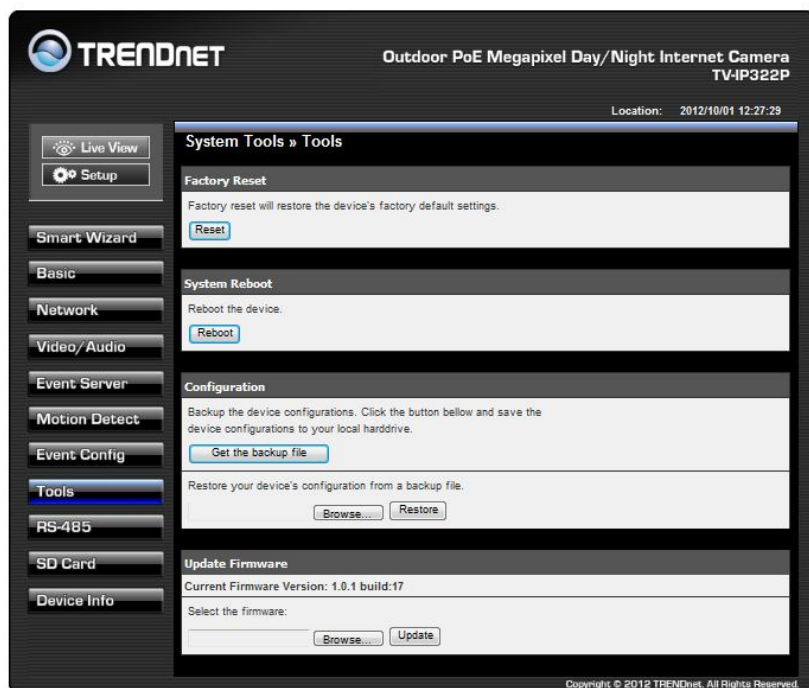 TRENDNET
Outdoor PoE Megapixel Day/Night Internet Camera
TV-IP322P
Location: 2012/10/01 12:27:29
Live View
Setup
Smart Wizard
Basic
Network
Video/Audio
Event Server
Motion Detect
Event Config
Tools
RS-485
SD Card
Device Info
System Tools » Tools
Factory Reset
Factory reset will restore the device's factory default settings.
Reset
System Reboot
Reboot the device.
Reboot
Configuration
Backup the device configurations. Click the button bellow and save the
device configurations to your local harddrive.
Get the backup file
Restore your device's configuration from a backup file.
Browse... Restore
Update Firmware
Current Firmware Version: 1.0.1 build:17
Select the firmware:
Browse... Update
Copyright © 2012 TRENDnet. All Rights Reserved.